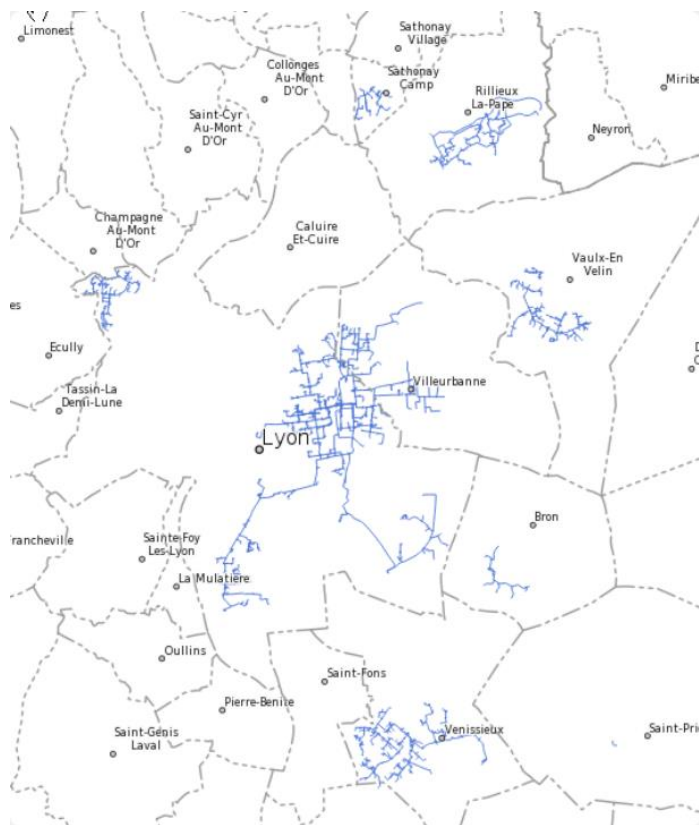 Limonest
Sathonay
Village
Collonges
Au-Mont
D'Or
Sathonay
Camp
Rillieux
La-Pape
Saint-Cyr
Au-Mont
D'Or
Neyron
Champagne
Au-Mont
D'Or
Caluire
Et-Cuire
Vaulx-En
Velin
es
Ecully
Tassin-La
Demi-Lune
Villeurbanne
Lyon
Bron
rancheville
Sainte-Foy
Les-Lyon
La Mulatiere
Oullins
Saint-Fons
Pierre-Benite
Saint-Genis
Laval
Venissieux
Saint-Prie
Miribe